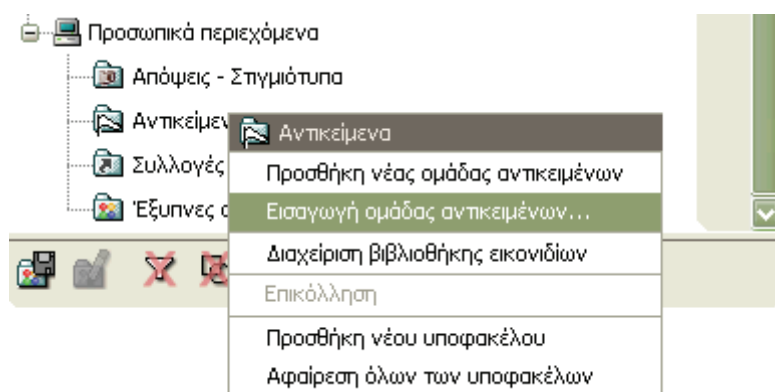 Προσωπικά περιεχόμενα
Απόψεις - Στιγμιότυπα
Αντικείμεν
Συλλογές
Έξυπνες
Αντικείμενα
Προσθήκη νέας ομάδας αντικειμένων
Εισαγωγή ομάδας αντικειμένων...
Διαχείριση βιβλιοθήκης εικονιδίων
Επικόλληση
Προσθήκη νέου υποφακέλου
Αφαίρεση όλων των υποφακέλων